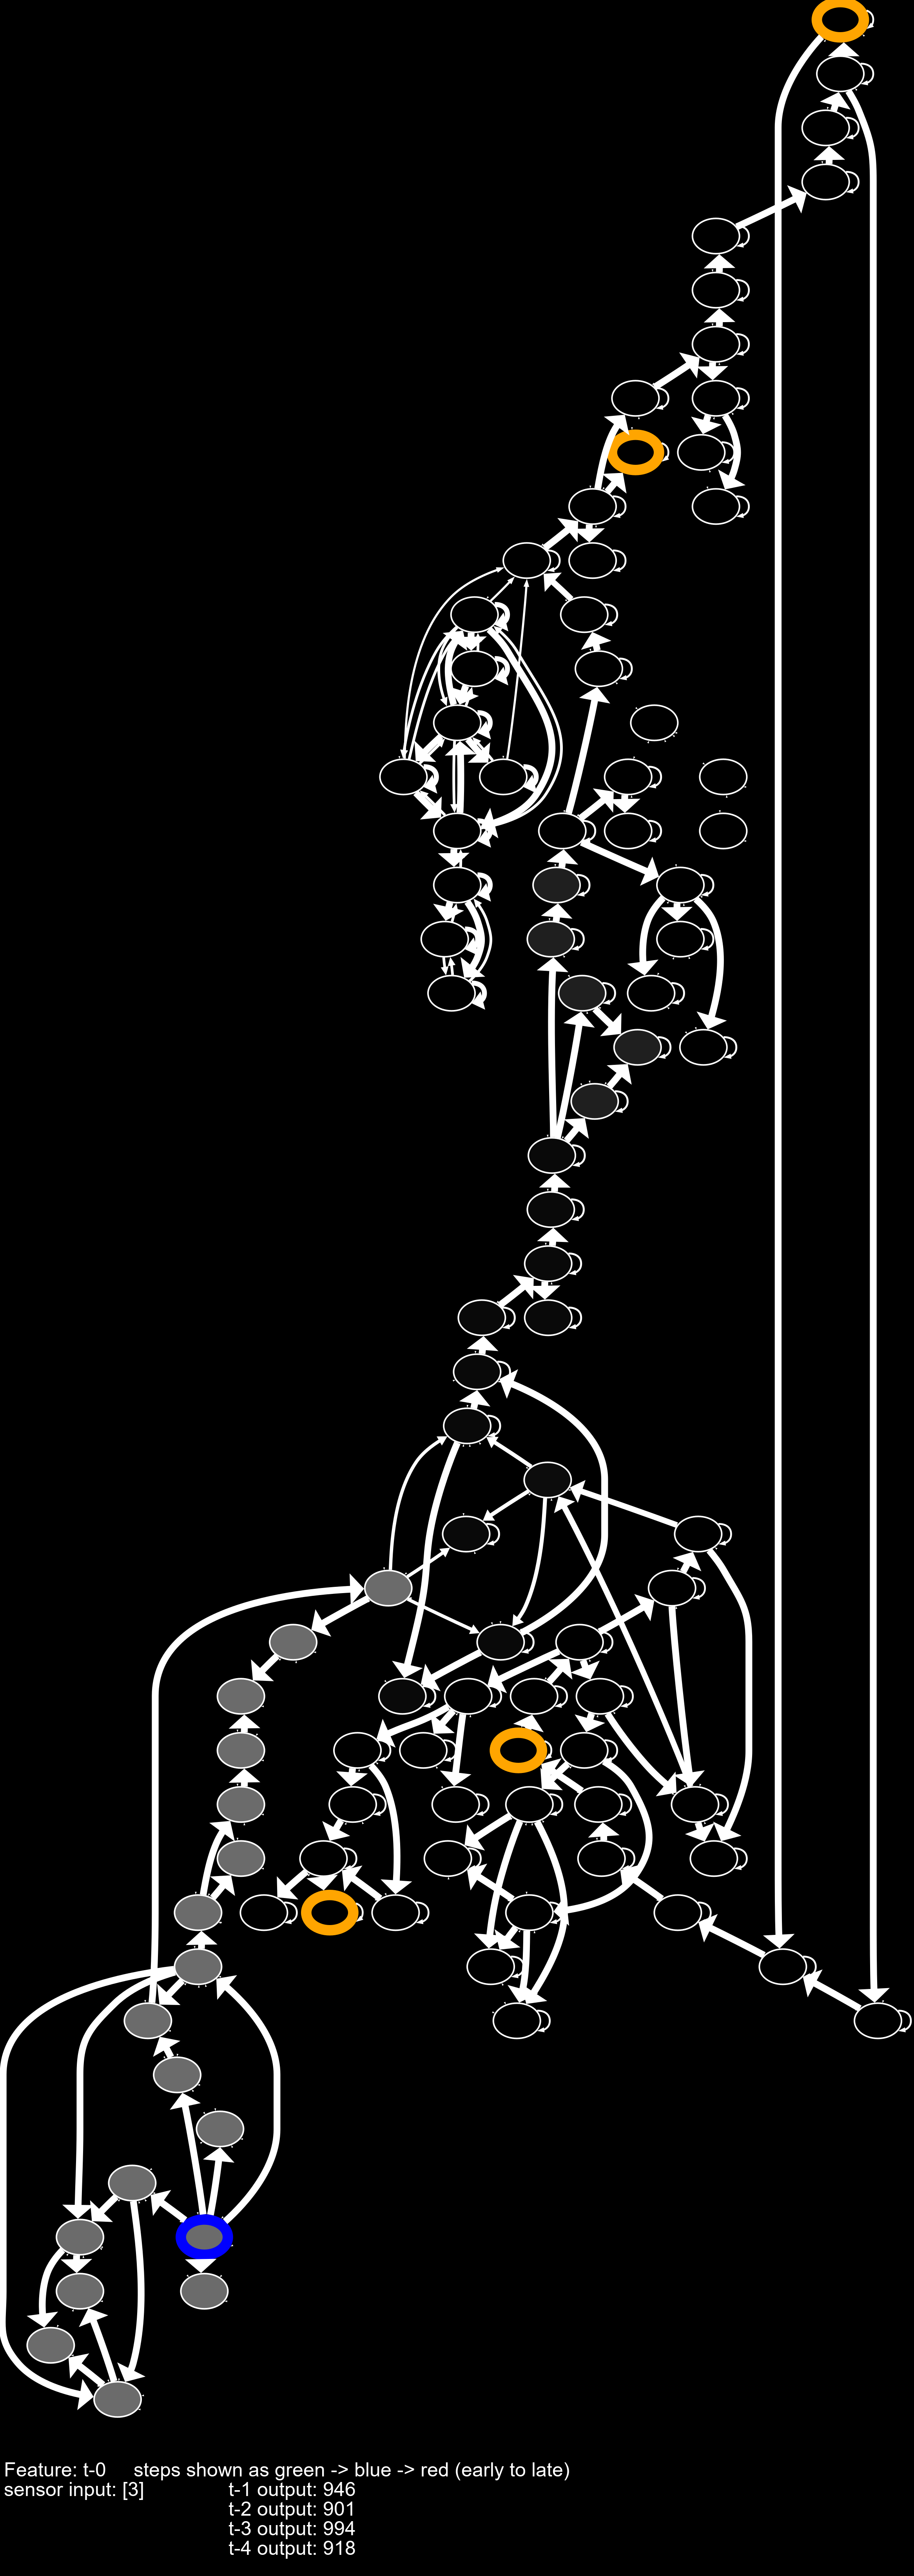 Feature: t-0 steps shown as green -> blue -> red (early to late)
sensor input: [3] t-1 output: 946
t-2 output: 901
t-3 output: 994
t-4 output: 918